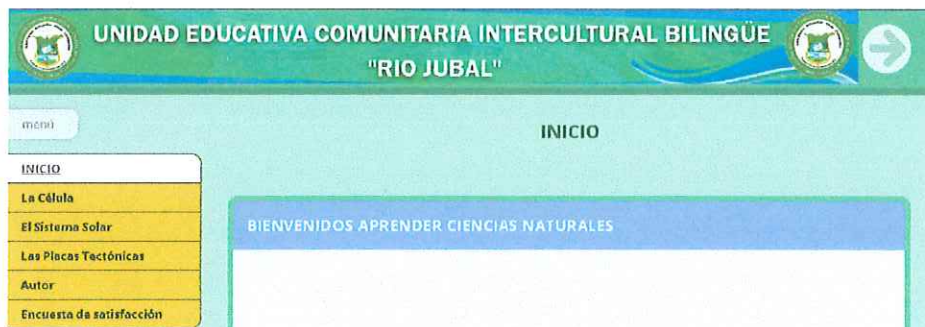 UNIDAD EDUCATIVA COMUNITARIA INTERCULTURAL BILINGÜE
"RIO JUBAL"
menú
INICIO
INICIO
La Célula
El Sistema Solar
Las Placas Tectónicas
Autor
Encuesta de satisfacción
BIENVENIDOS APRENDER CIENCIAS NATURALES